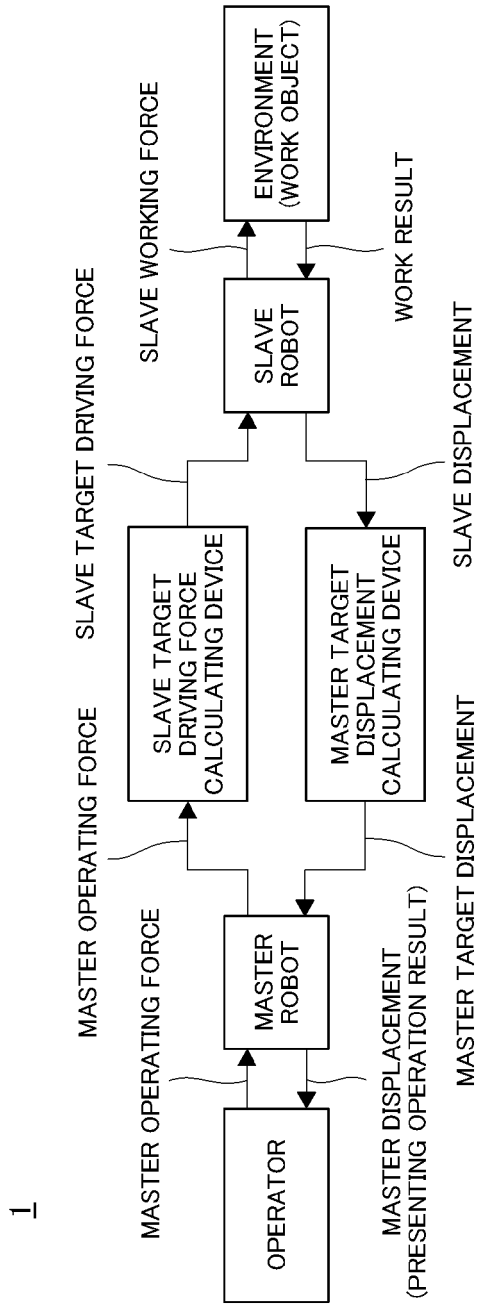 1
OPERATOR
MASTER OPERATING FORCE
MASTER DISPLACEMENT
(PRESENTING OPERATION RESULT)
MASTER
ROBOT
MASTER OPERATING FORCE
MASTER TARGET DISPLACEMENT
SLAVE TARGET
DRIVING FORCE
CALCULATING DEVICE
MASTER TARGET
DISPLACEMENT
CALCULATING DEVICE
SLAVE TARGET DRIVING FORCE
SLAVE DISPLACEMENT
SLAVE
ROBOT
SLAVE WORKING FORCE
WORK RESULT
ENVIRONMENT
(WORK OBJECT)